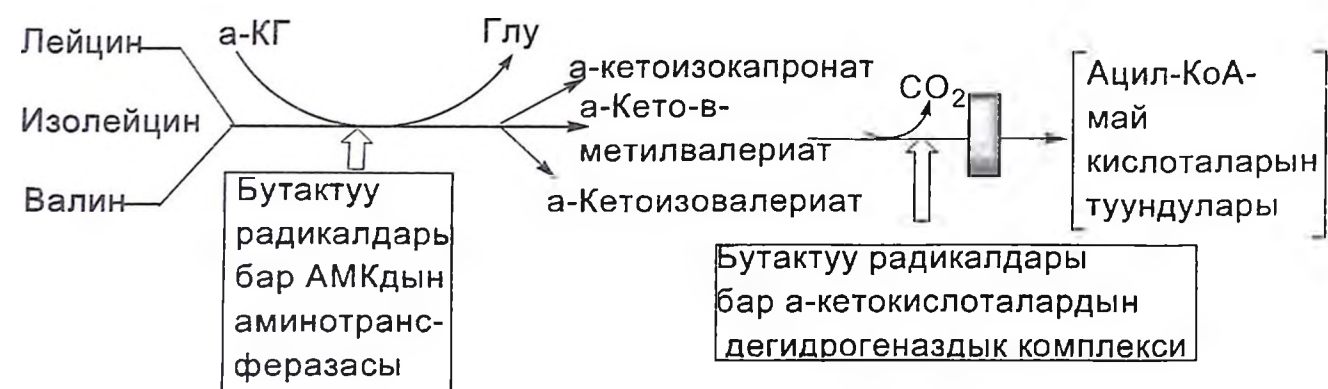 Лейцин
Изолейцин
Валин
а-КГ
Глу
Бутактуу
радикалдары
бар АМКдын
аминотранс-
феразасы
а-кетоизокапронат
а-Кето-в-
метилвалериат
а-Кетоизовалериат
CO2
Бутактуу радикалдары
бар а-кетокислоталардын
дегидрогеназдык комплекси
Ацил-КоА-
май
кислоталарын
туундулары